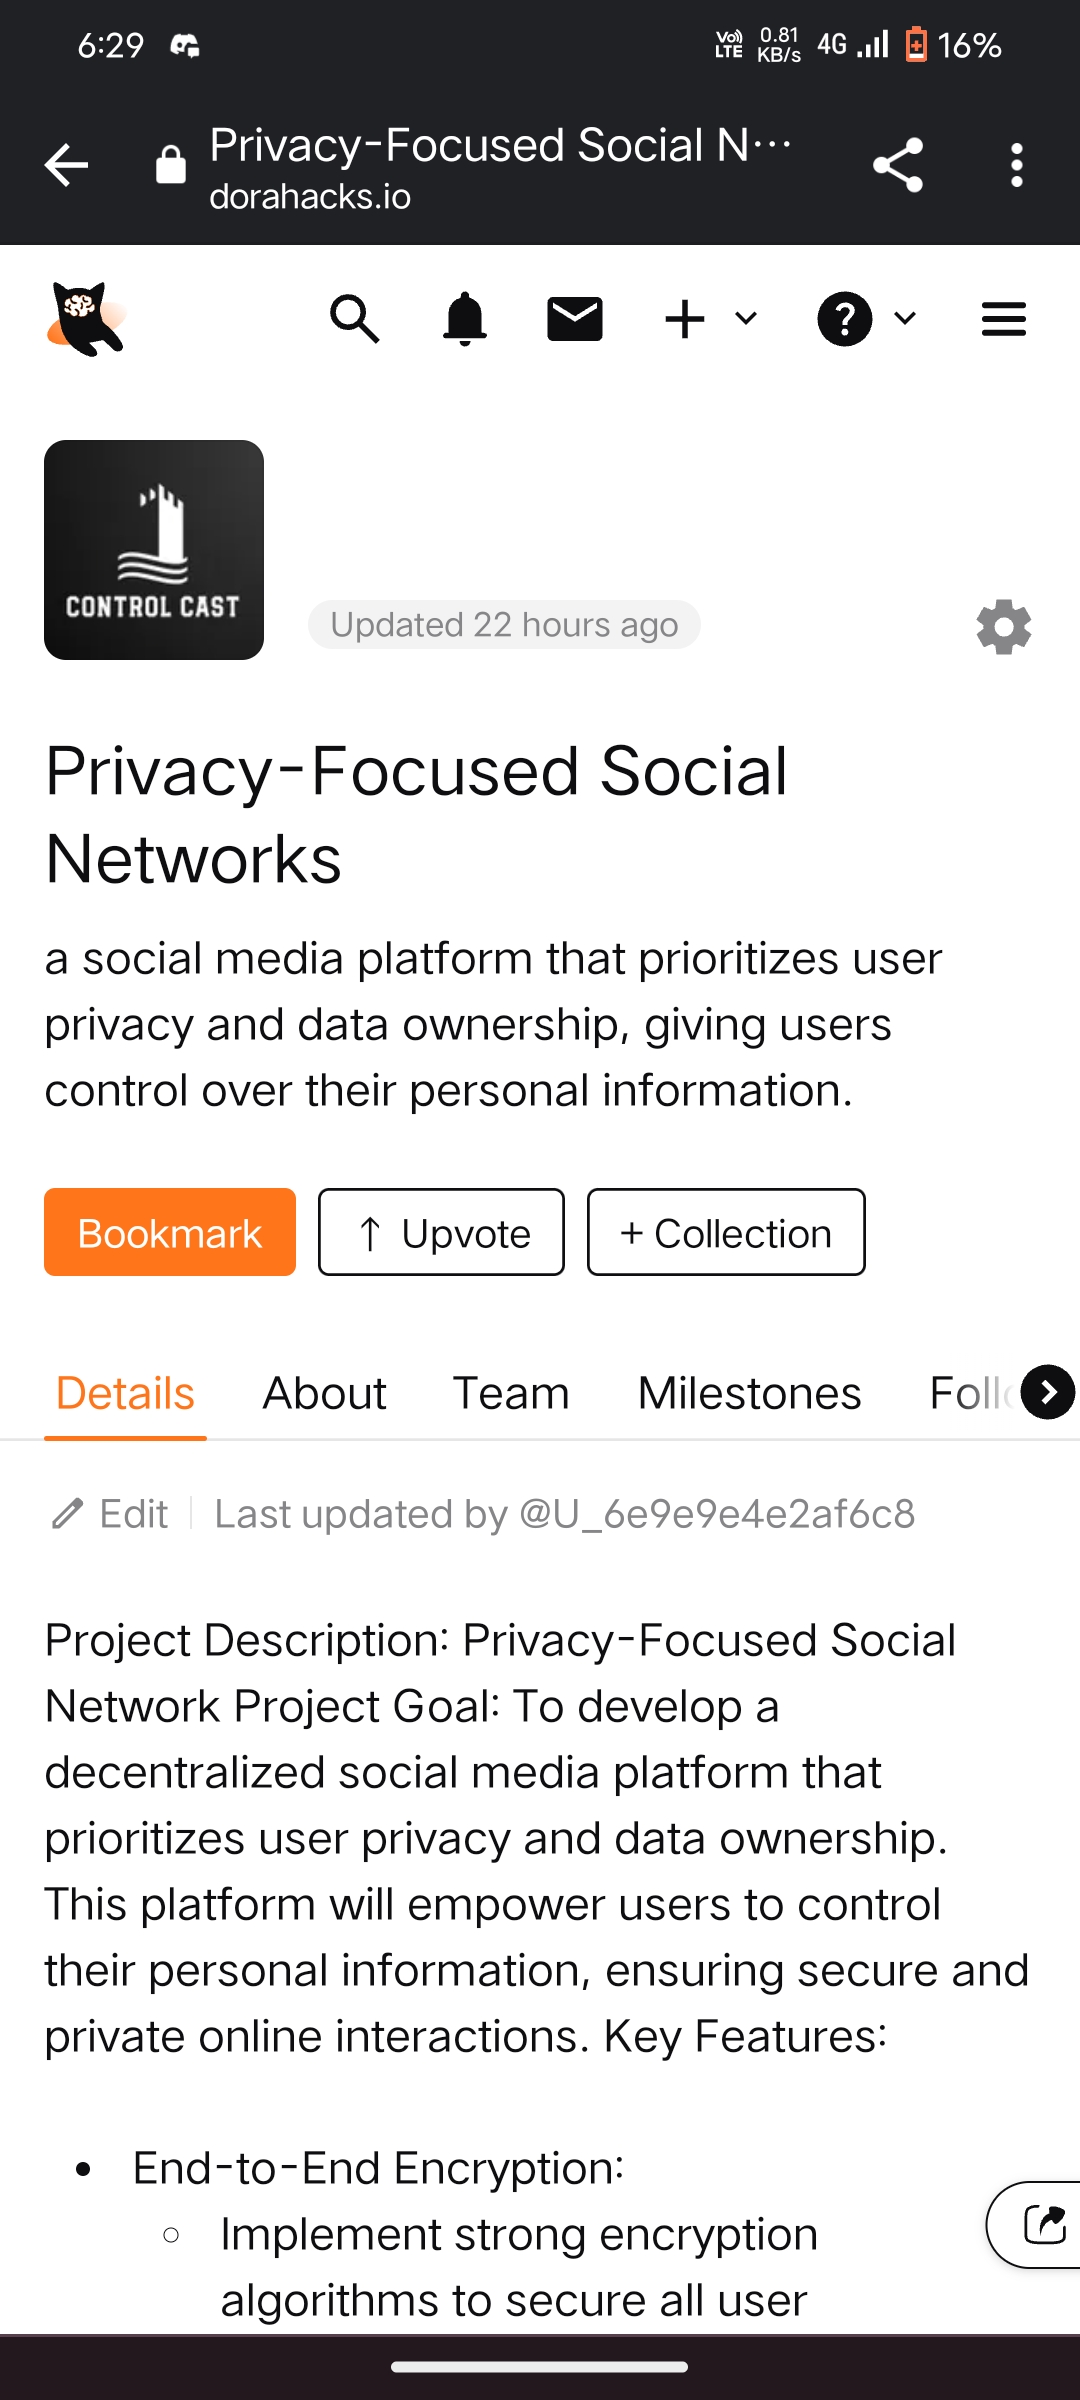 6:29
Vo)) LTE 0.81 KB/s 4G 16%
Privacy-Focused Social N···
dorahacks.io
CONTROL CAST
Updated 22 hours ago
Privacy-Focused Social
Networks
a social media platform that prioritizes user
privacy and data ownership, giving users
control over their personal information.
Bookmark ↑ Upvote + Collection
Details About Team Milestones Foll
Edit Last updated by @U_6e9e9e4e2af6c8
Project Description: Privacy-Focused Social
Network Project Goal: To develop a
decentralized social media platform that
prioritizes user privacy and data ownership.
This platform will empower users to control
their personal information, ensuring secure and
private online interactions. Key Features:
• End-to-End Encryption:
○ Implement strong encryption
algorithms to secure all user